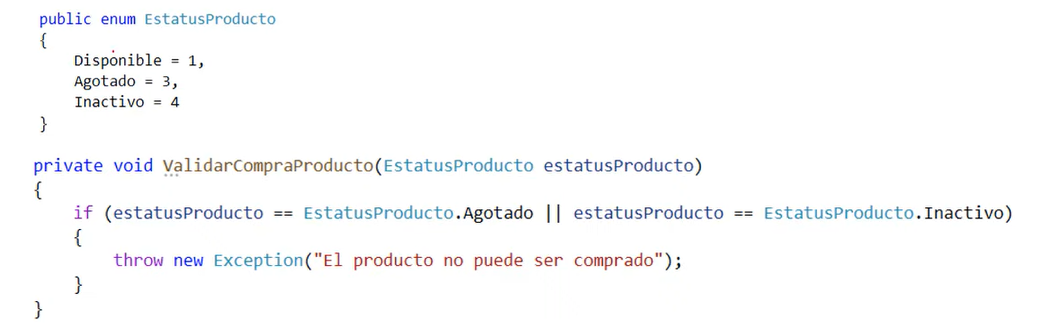 public enum EstatusProducto
{
Disponible = 1,
Agotado = 3,
Inactivo = 4
}
private void ValidarCompraProducto(EstatusProducto estatusProducto)
{
if (estatusProducto == EstatusProducto.Agotado || estatusProducto == EstatusProducto.Inactivo)
{
throw new Exception("El producto no puede ser comprado");
}
}